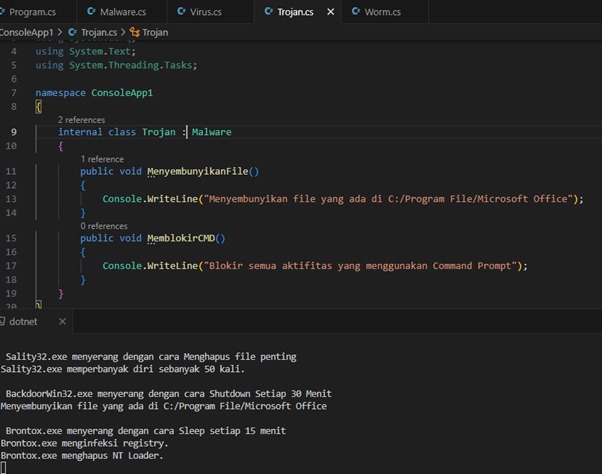 Program.cs
Malware.cs
Virus.cs
Trojan.cs
Worm.cs
ConsoleApp1 > Trojan.cs > Trojan
4 using System.Text;
5 using System.Threading.Tasks;
6
7 namespace ConsoleApp1
8 {
2 references
9 internal class Trojan : Malware
10 {
1 reference
11 public void MenyembunyikanFile()
12 {
13 Console.WriteLine("Menyembunyikan file yang ada di C:/Program File/Microsoft Office");
14 }
0 references
15 public void MemblokirCMD()
16 {
17 Console.WriteLine("Blokir semua aktifitas yang menggunakan Command Prompt");
18 }
19 }
20 }
dotnet
Sality32.exe menyerang dengan cara Menghapus file penting
Sality32.exe memperbanyak diri sebanyak 50 kali.
BackdoorWin32.exe menyerang dengan cara Shutdown Setiap 30 Menit
Menyembunyikan file yang ada di C:/Program File/Microsoft Office
Brontox.exe menyerang dengan cara Sleep setiap 15 menit
Brontox.exe menginfeksi registry.
Brontox.exe menghapus NT Loader.